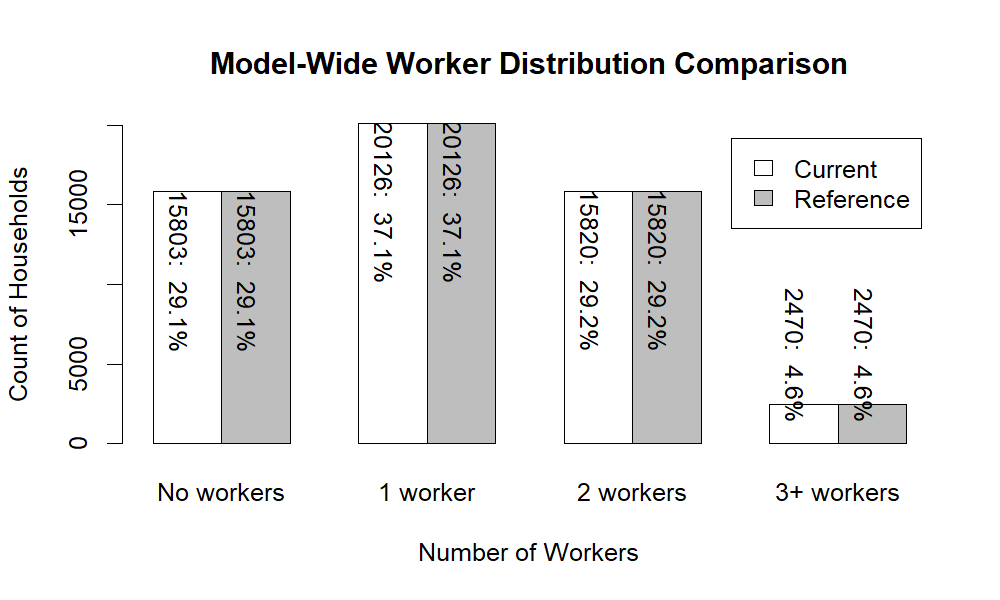 Model-Wide Worker Distribution Comparison
Count of Households
15000
5000
0
15803: 29.1%
15803: 29.1%
20126: 37.1%
20126: 37.1%
15820: 29.2%
15820: 29.2%
2470: 4.6%
2470: 4.6%
Current
Reference
No workers
1 worker
2 workers
3+ workers
Number of Workers